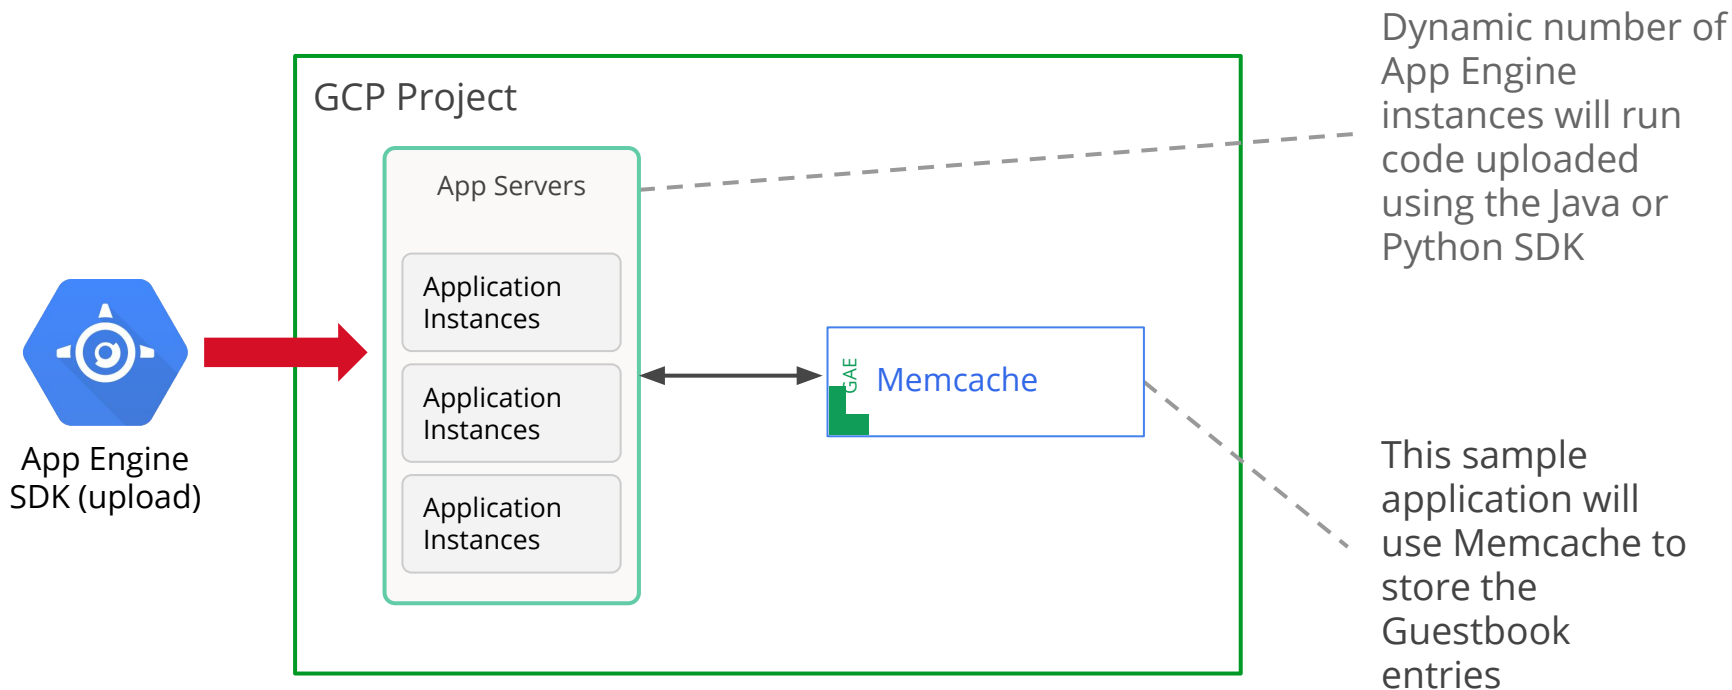 GCP Project
App Servers
Application
Instances
Application
Instances
Application
Instances
App Engine
SDK (upload)
GAE
Memcache
Dynamic number of
App Engine
instances will run
code uploaded
using the Java or
Python SDK
This sample
application will
use Memcache to
store the
Guestbook
entries